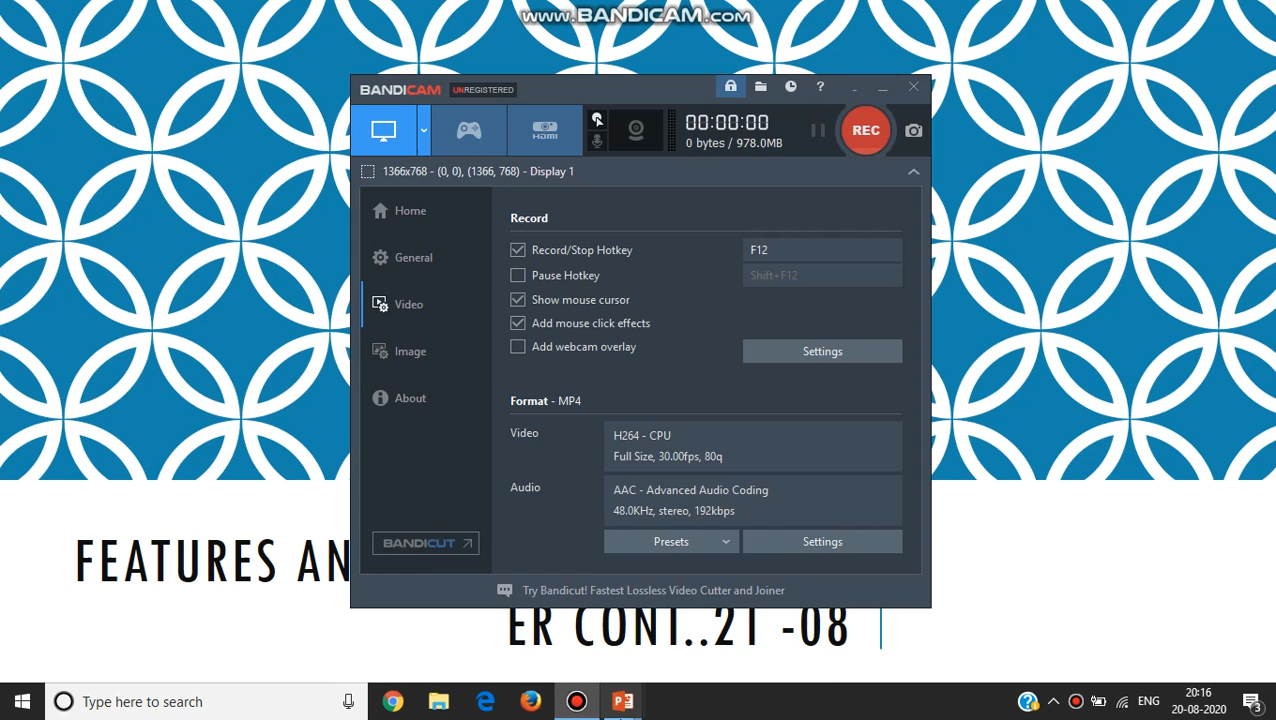 www.BANDICAM.com
BANDICAM UNREGISTERED
?
HDMI
00:00:00
0 bytes / 978.0MB
REC
1366x768 - (0, 0), (1366, 768) - Display 1
Home
General
Video
Image
About
BANDICUT
Record
Record/Stop Hotkey F12
Pause Hotkey Shift+F12
Show mouse cursor
Add mouse click effects
Add webcam overlay Settings
Format - MP4
Video H264 - CPU
Full Size, 30.00fps, 80q
Audio AAC - Advanced Audio Coding
48.0KHz, stereo, 192kbps
Presets Settings
Try Bandicut! Fastest Lossless Video Cutter and Joiner
FEATURES AN
ER CONT..21 -08
Type here to search
ENG
20:16
20-08-2020
3